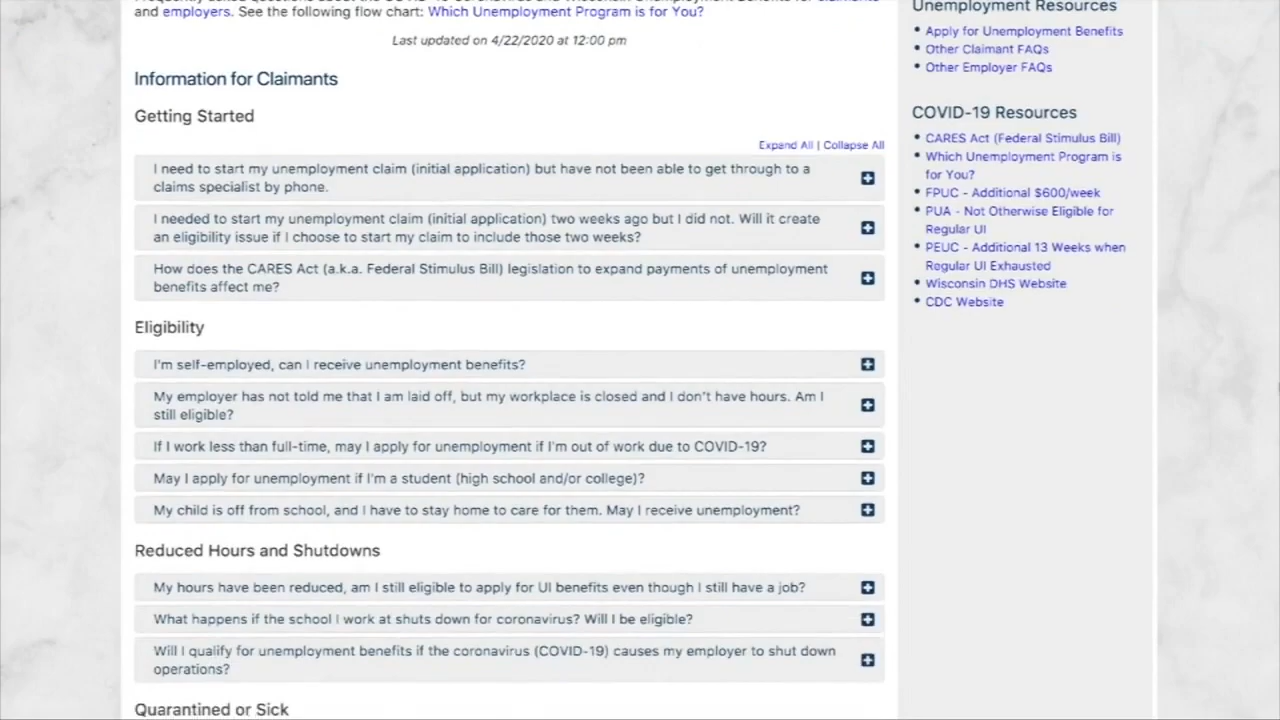 and employers. See the following flow chart: Which Unemployment Program is for You?
Last updated on 4/22/2020 at 12:00 pm
Information for Claimants
Getting Started
Expand All | Collapse All
I need to start my unemployment claim (initial application) but have not been able to get through to a
claims specialist by phone.
I needed to start my unemployment claim (initial application) two weeks ago but I did not. Will it create
an eligibility issue if I choose to start my claim to include those two weeks?
How does the CARES Act (a.k.a. Federal Stimulus Bill) legislation to expand payments of unemployment
benefits affect me?
Eligibility
I'm self-employed, can I receive unemployment benefits?
My employer has not told me that I am laid off, but my workplace is closed and I don't have hours. Am I
still eligible?
If I work less than full-time, may I apply for unemployment if I'm out of work due to COVID-19?
May I apply for unemployment if I'm a student (high school and/or college)?
My child is off from school, and I have to stay home to care for them. May I receive unemployment?
Reduced Hours and Shutdowns
My hours have been reduced, am I still eligible to apply for UI benefits even though I still have a job?
What happens if the school I work at shuts down for coronavirus? Will I be eligible?
Will I qualify for unemployment benefits if the coronavirus (COVID-19) causes my employer to shut down
operations?
Quarantined or Sick
Unemployment Resources
Apply for Unemployment Benefits
Other Claimant FAQs
Other Employer FAQs
COVID-19 Resources
CARES Act (Federal Stimulus Bill)
Which Unemployment Program is
for You?
FPUC - Additional $600/week
PUA - Not Otherwise Eligible for
Regular UI
PEUC - Additional 13 Weeks when
Regular UI Exhausted
Wisconsin DHS Website
CDC Website